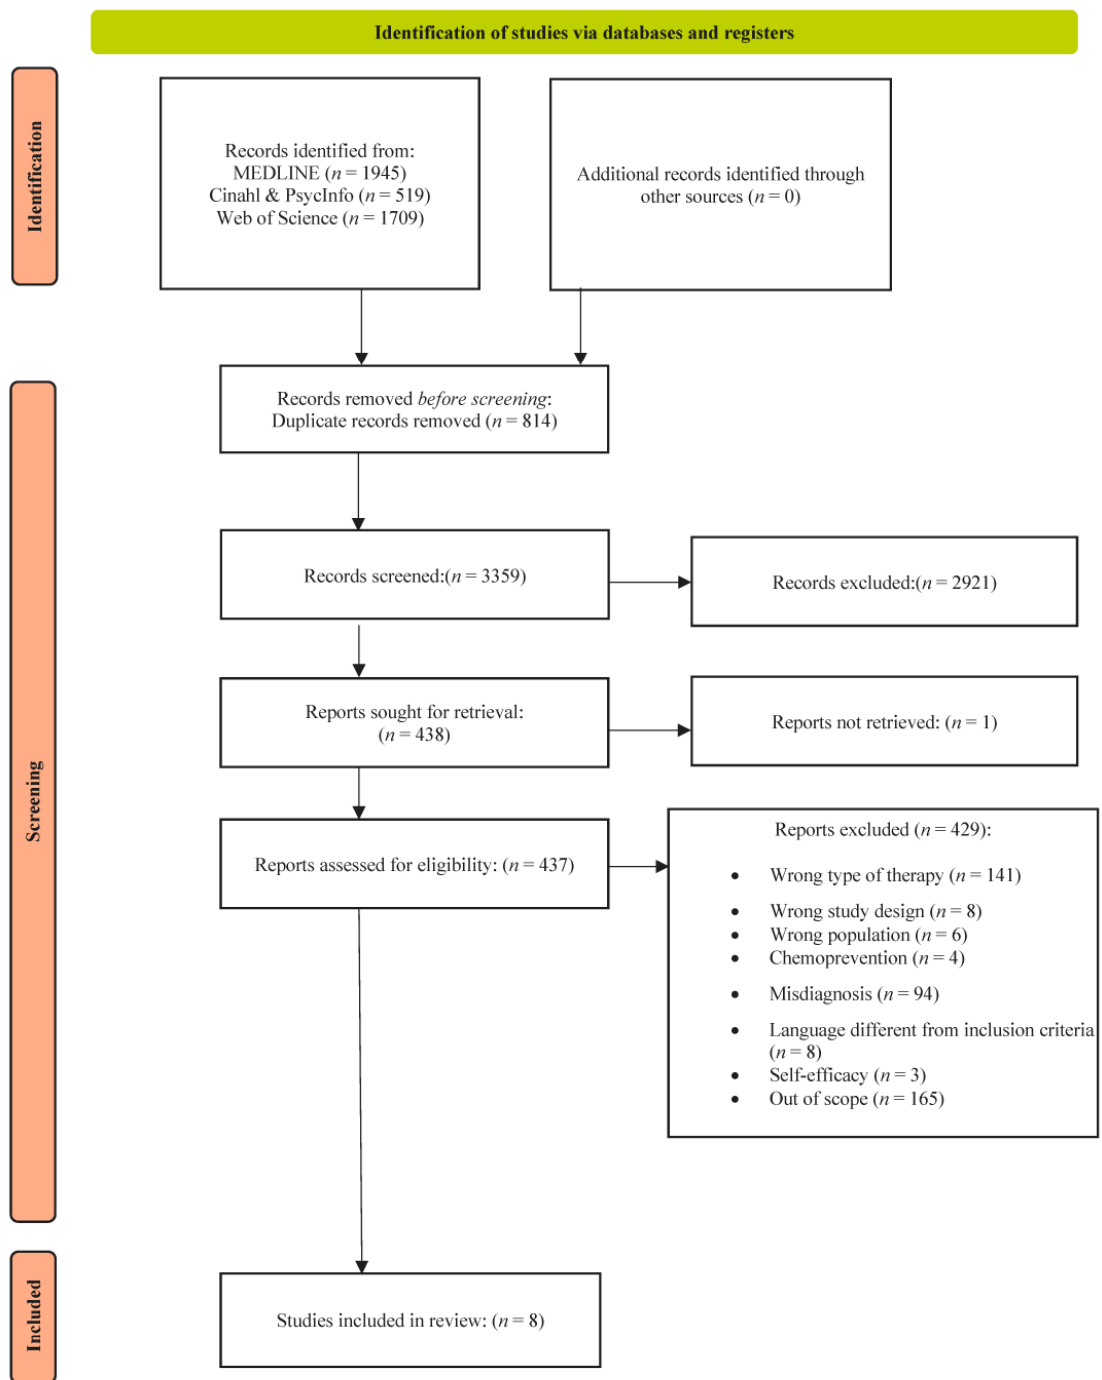 Identification of studies via databases and registers
Identification
Records identified from:
MEDLINE (n = 1945)
Cinahl & PsycInfo (n = 519)
Web of Science (n = 1709)
Additional records identified through
other sources (n = 0)
Screening
Records removed before screening:
Duplicate records removed (n = 814)
Records screened:(n = 3359)
Records excluded:(n = 2921)
Reports sought for retrieval:
(n = 438)
Reports not retrieved: (n = 1)
Reports assessed for eligibility: (n = 437)
Reports excluded (n = 429):
• Wrong type of therapy (n = 141)
• Wrong study design (n = 8)
• Wrong population (n = 6)
• Chemoprevention (n = 4)
• Misdiagnosis (n = 94)
• Language different from inclusion criteria
(n = 8)
• Self-efficacy (n = 3)
• Out of scope (n = 165)
Included
Studies included in review: (n = 8)